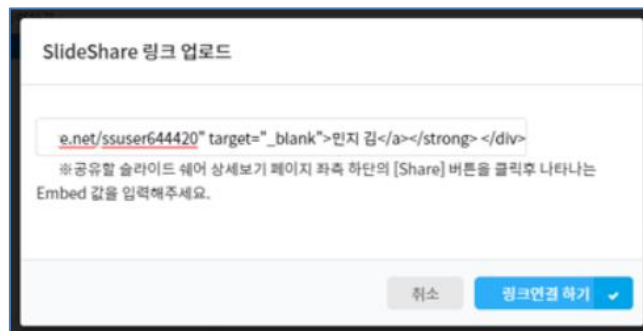 SlideShare 링크 업로드
e.net/ssuser644420" target="_blank">민지 김</a></strong> </div>
※공유할 슬라이드 쉐어 상세보기 페이지 좌측 하단의 [Share] 버튼을 클릭후 나타나는
Embed 값을 입력해주세요.
취소 링크연결 하기